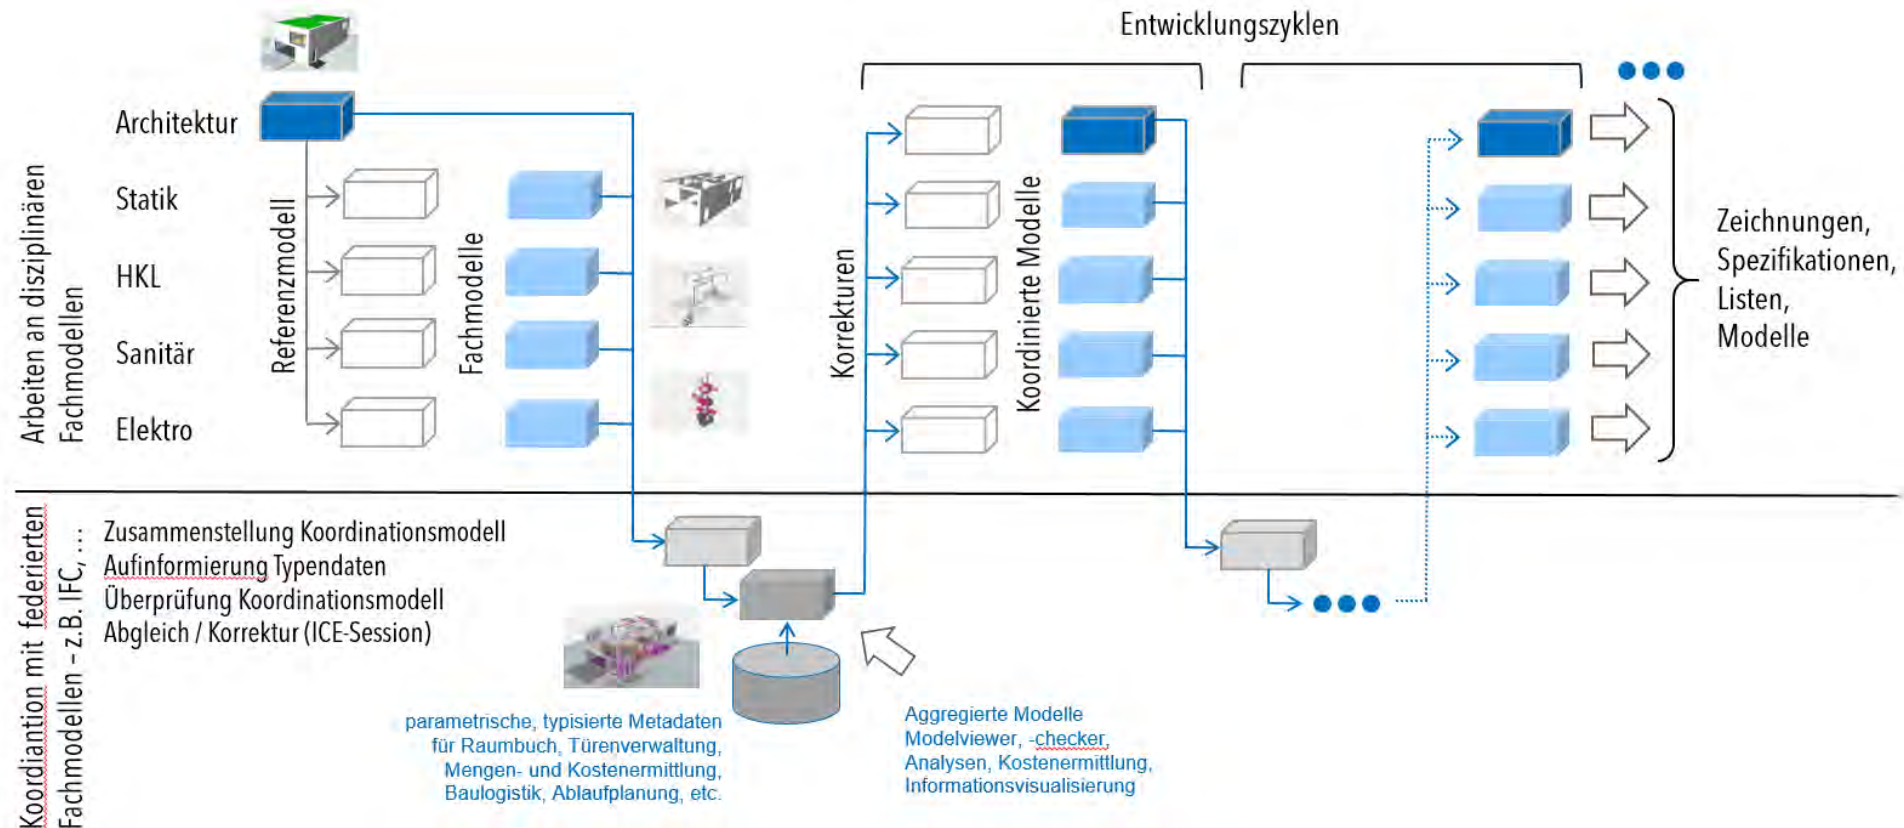 Entwicklungszyklen
Arbeiten an disziplinären
Fachmodellen
Architektur
Statik
HKL
Sanitär
Elektro
Referenzmodell
Fachmodelle
Korrekturen
Koordinierte Modelle
Zeichnungen,
Spezifikationen,
Listen,
Modelle
Koordiantion mit federierten
Fachmodellen – z.B. IFC, …
Zusammenstellung Koordinationsmodell
Aufinformierung Typendaten
Überprüfung Koordinationsmodell
Abgleich / Korrektur (ICE-Session)
parametrische, typisierte Metadaten
für Raumbuch, Türenverwaltung,
Mengen- und Kostenermittlung,
Baulogistik, Ablaufplanung, etc.
Aggregierte Modelle
Modelviewer, -checker,
Analysen, Kostenermittlung,
Informationsvisualisierung